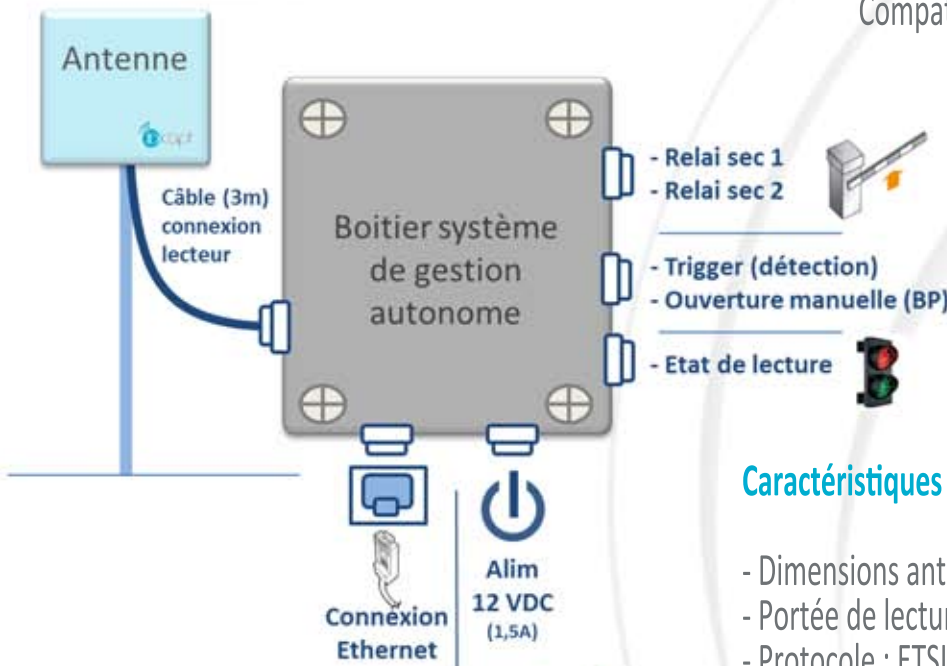 Compat
Antenne
Câble (3m)
connexion
lecteur
Boitier système
de gestion
autonome
- Relai sec 1
- Relai sec 2
- Trigger (détection)
- Ouverture manuelle (BP)
- Etat de lecture
Alim
12 VDC
(1,5A)
Connexion
Ethernet
Caractéristiques
- Dimensions ant
- Portée de lectur
- Protocole : ETSI